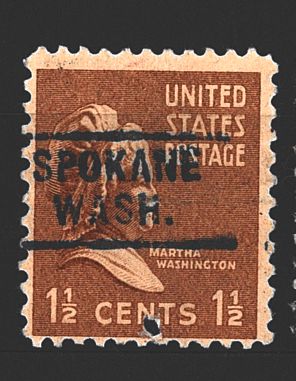 UNITED
STATES
POSTAGE
SPOKANE
WASH.
MARTHA
WASHINGTON
1½ CENTS 1½